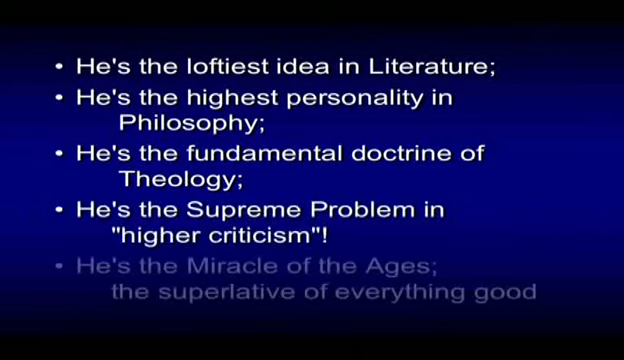 • He's the loftiest idea in Literature;
• He's the highest personality in
Philosophy;
• He's the fundamental doctrine of
Theology;
• He's the Supreme Problem in
"higher criticism"!
• He's the Miracle of the Ages;
the superlative of everything good